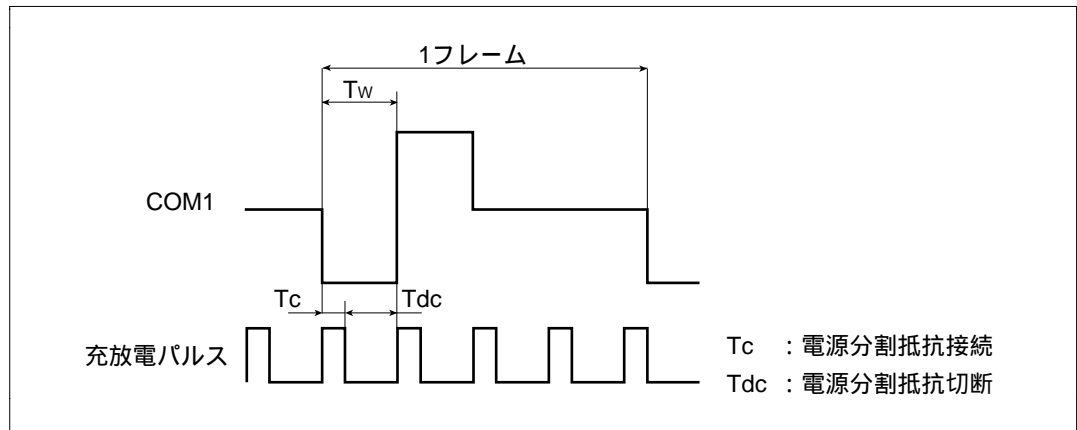 1フレーム
Tw
COM1
Tc
Tdc
充放電パルス
Tc :電源分割抵抗接続
Tdc :電源分割抵抗切断